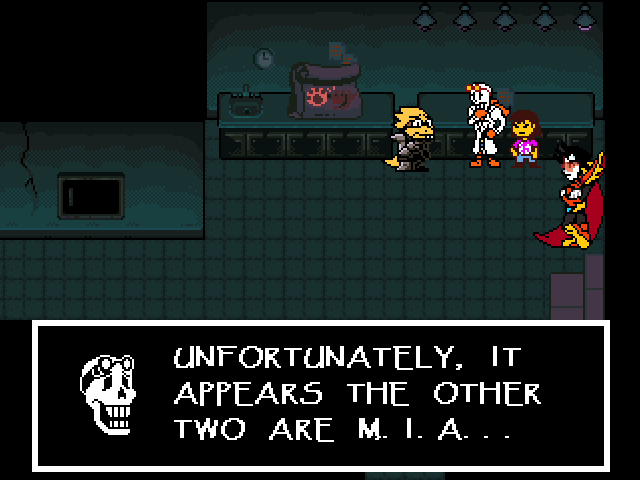 UNFORTUNATELY, IT
APPEARS THE OTHER
TWO ARE M.I.A...